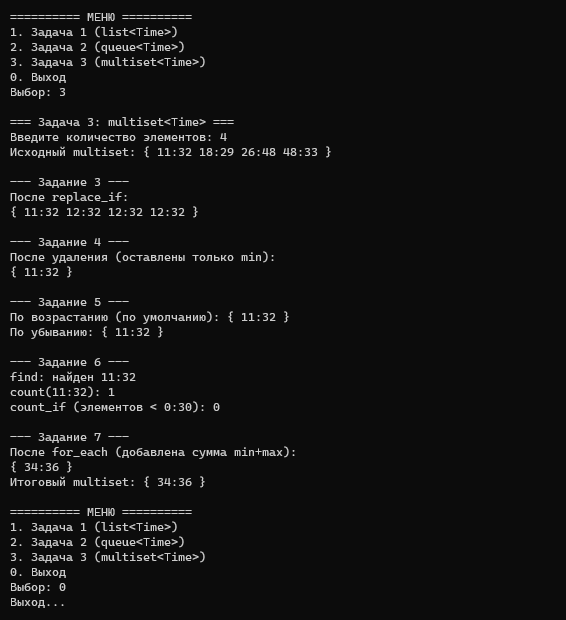 ========== МЕНЮ ==========
1. Задача 1 (list<Time>)
2. Задача 2 (queue<Time>)
3. Задача 3 (multiset<Time>)
0. Выход
Выбор: 3
=== Задача 3: multiset<Time> ===
Введите количество элементов: 4
Исходный multiset: { 11:32 18:29 26:48 48:33 }
--- Задание 3 ---
После replace_if:
{ 11:32 12:32 12:32 12:32 }
--- Задание 4 ---
После удаления (оставлены только min):
{ 11:32 }
--- Задание 5 ---
По возрастанию (по умолчанию): { 11:32 }
По убыванию: { 11:32 }
--- Задание 6 ---
find: найден 11:32
count(11:32): 1
count_if (элементов < 0:30): 0
--- Задание 7 ---
После for_each (добавлена сумма min+max):
{ 34:36 }
Итоговый multiset: { 34:36 }
========== МЕНЮ ==========
1. Задача 1 (list<Time>)
2. Задача 2 (queue<Time>)
3. Задача 3 (multiset<Time>)
0. Выход
Выбор: 0
Выход...